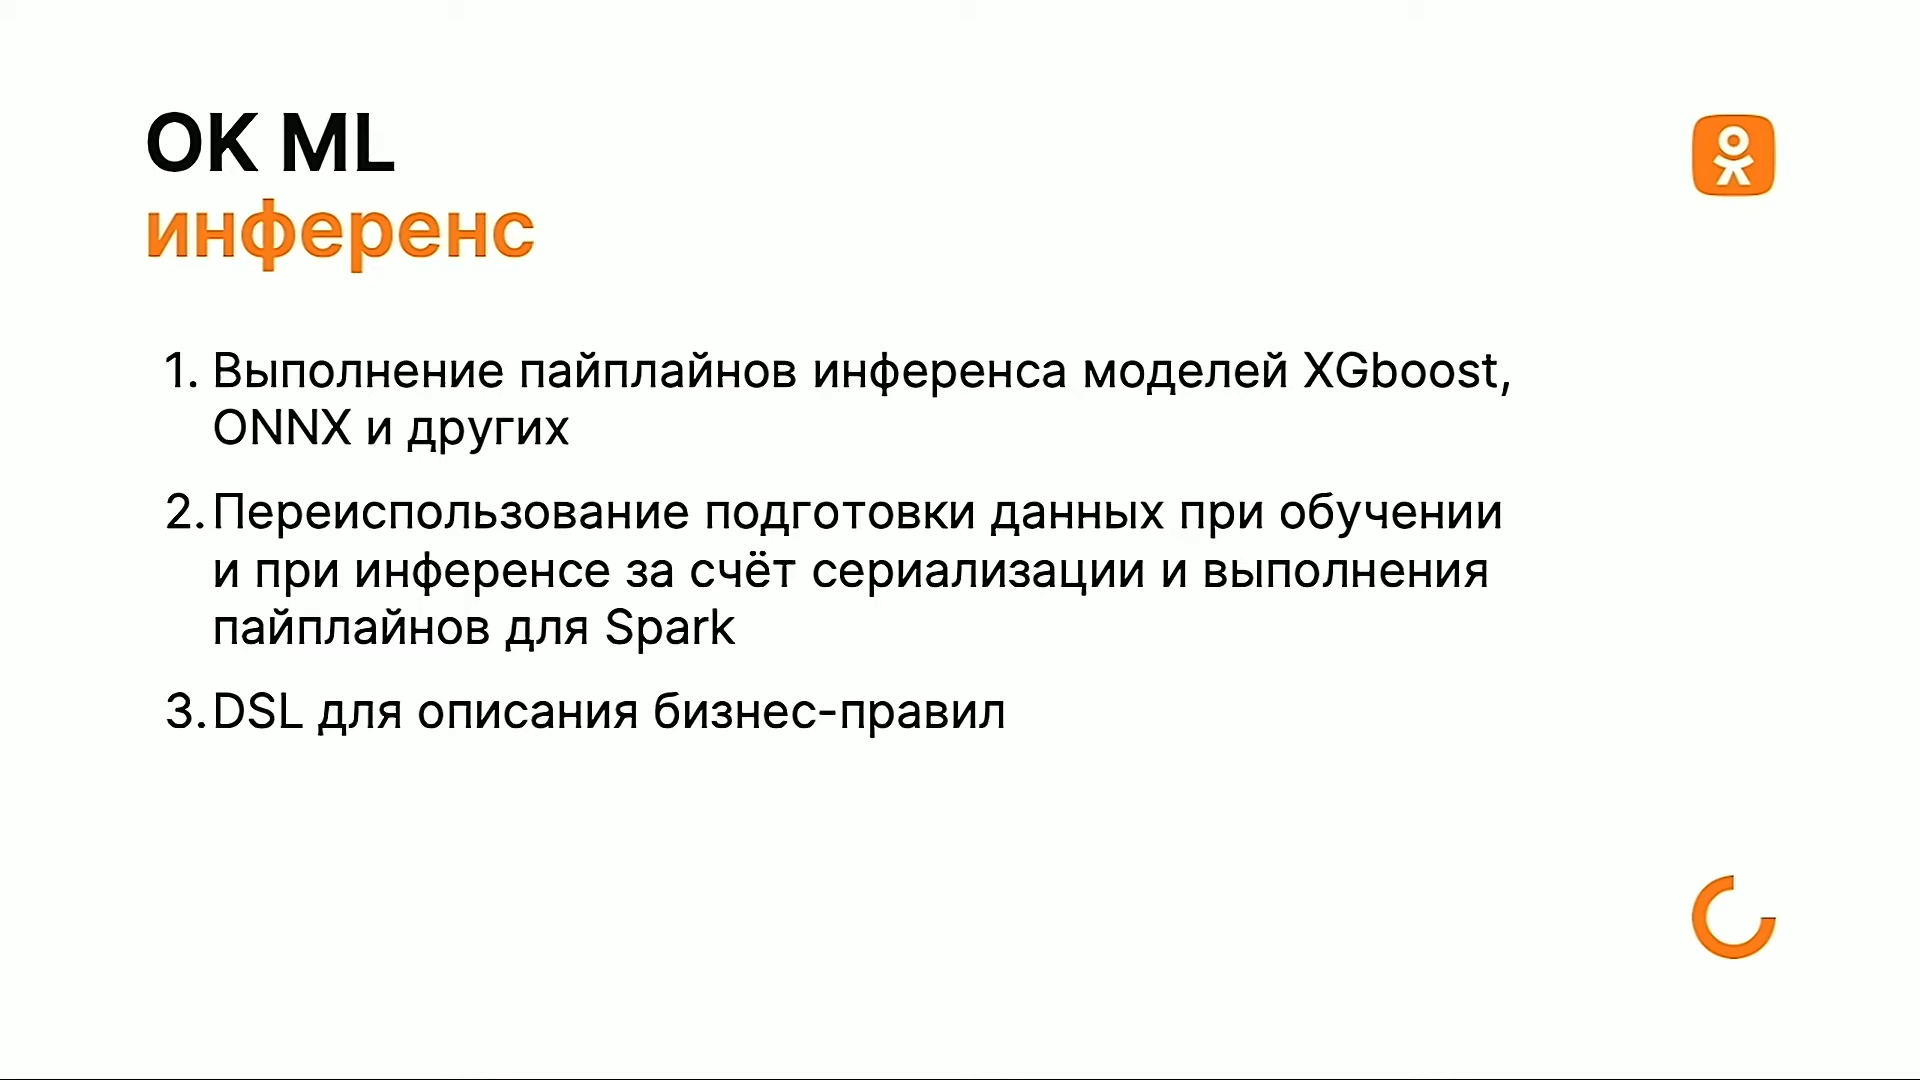 OK ML
инференс
1. Выполнение пайплайнов инференса моделей XGboost,
ONNX и других
2. Переиспользование подготовки данных при обучении
и при инференсе за счёт сериализации и выполнения
пайплайнов для Spark
3. DSL для описания бизнес-правил